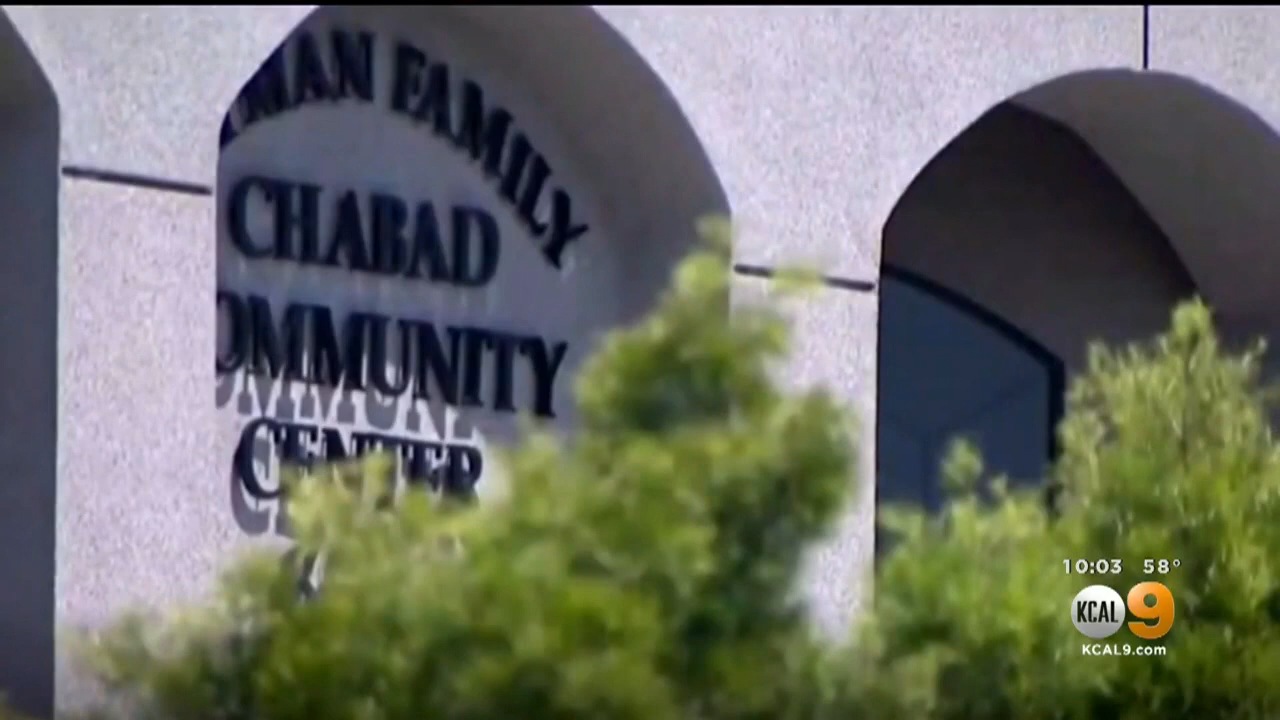 MAN FAMILY
CHABAD
OMMUNITY
CENTER
10:03 58°
KCAL 9
KCAL9.com